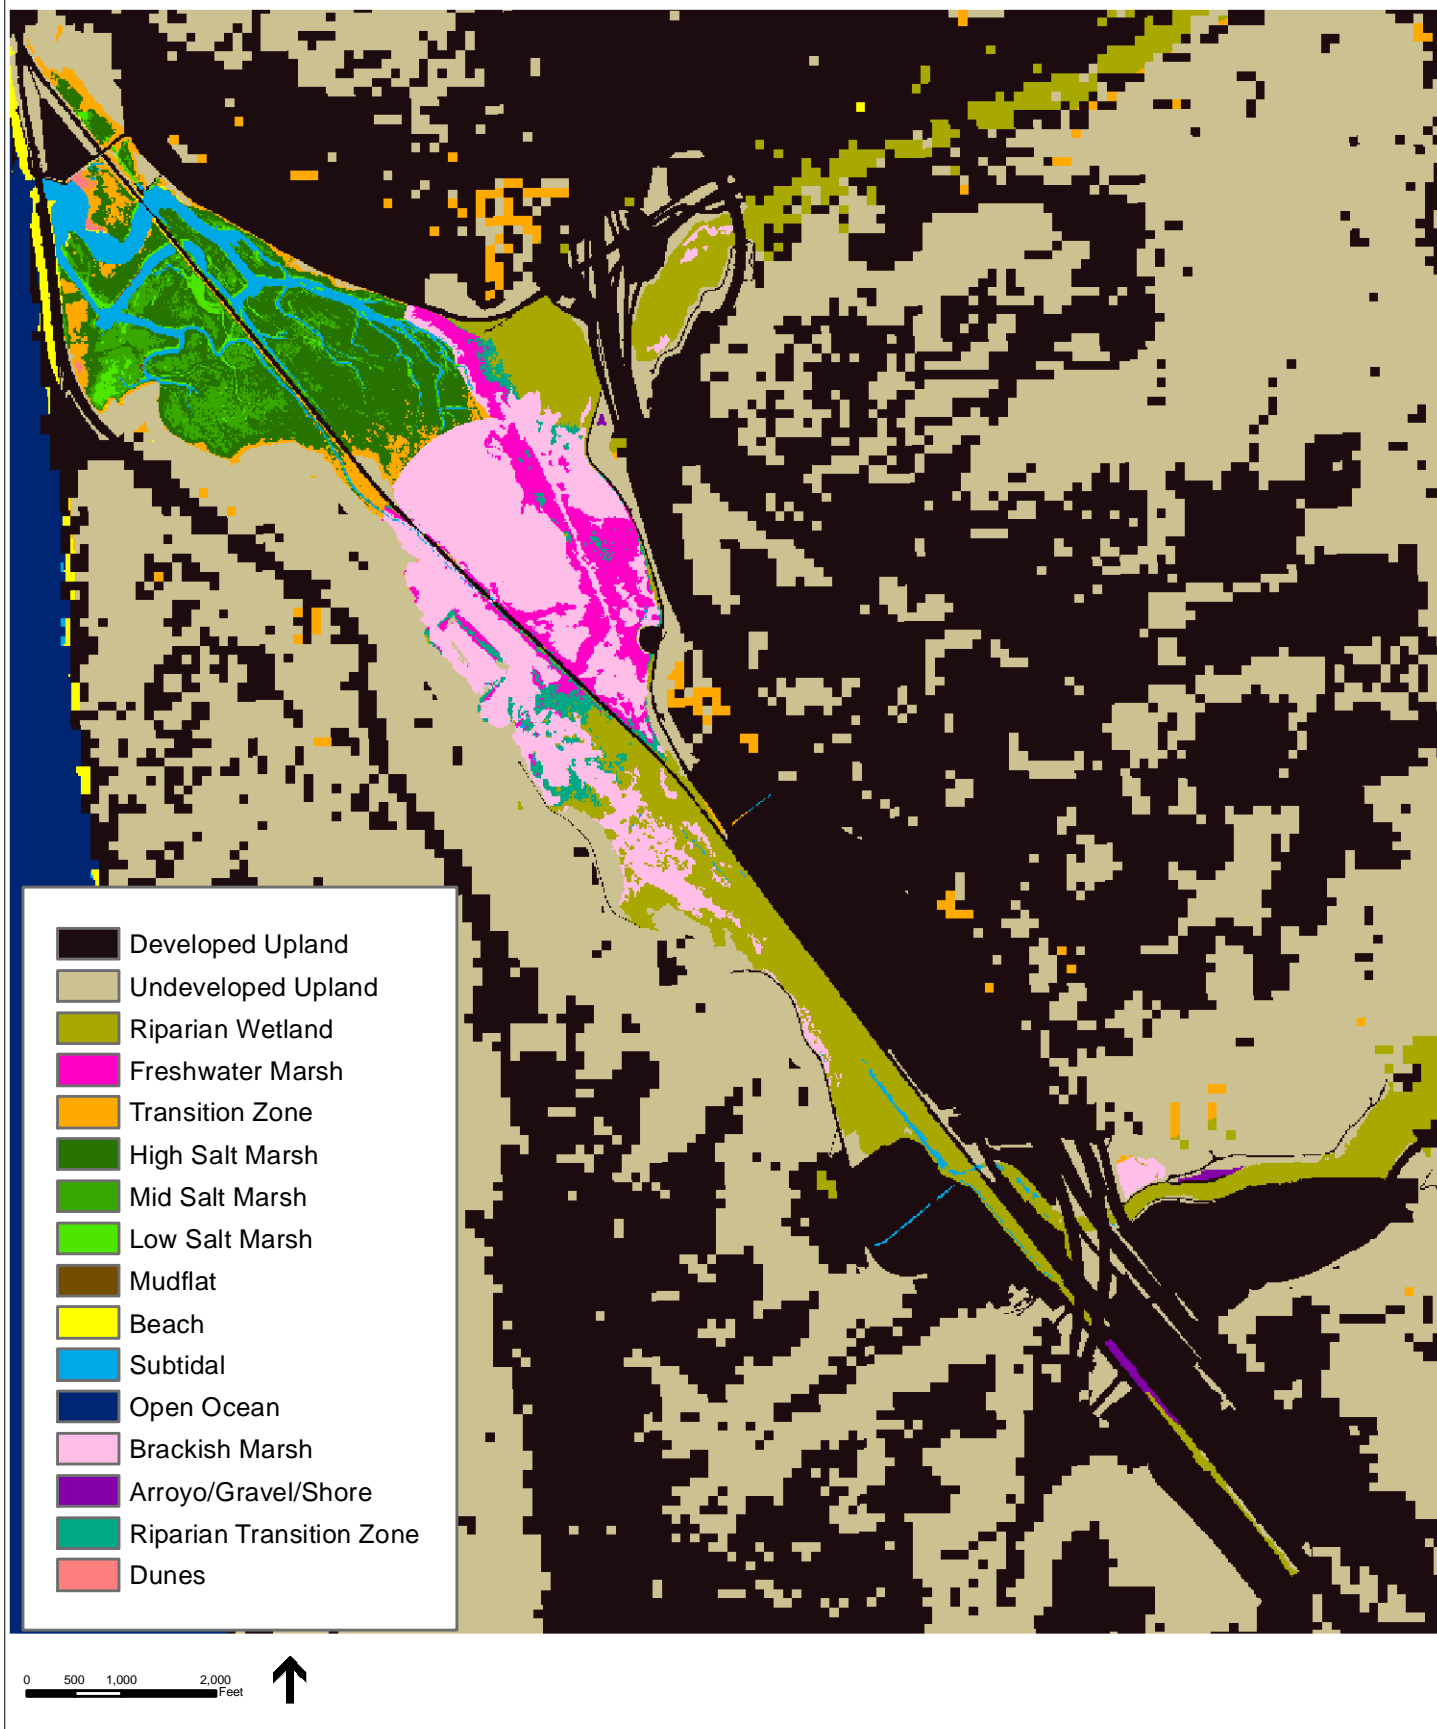 Developed Upland
Undeveloped Upland
Riparian Wetland
Freshwater Marsh
Transition Zone
High Salt Marsh
Mid Salt Marsh
Low Salt Marsh
Mudflat
Beach
Subtidal
Open Ocean
Brackish Marsh
Arroyo/Gravel/Shore
Riparian Transition Zone
Dunes
0 500 1,000 2,000
Feet